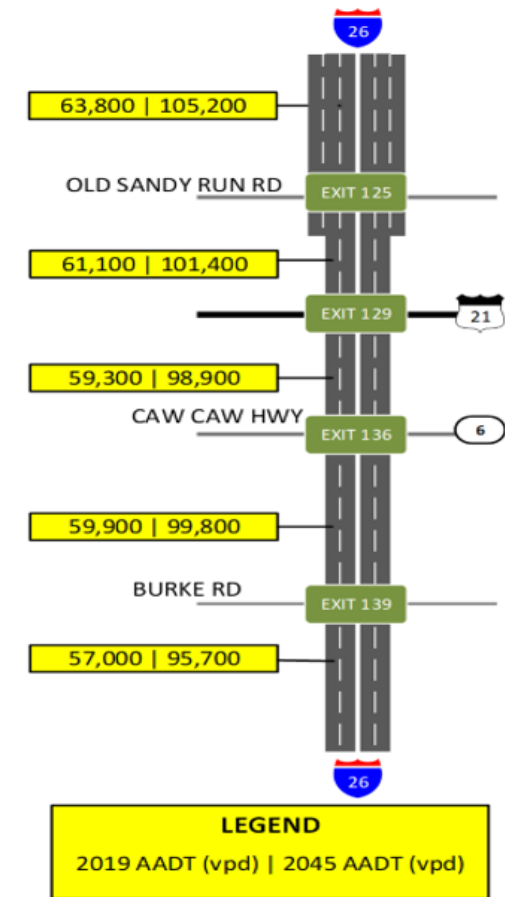 26
63,800 | 105,200
OLD SANDY RUN RD
EXIT 125
61,100 | 101,400
EXIT 129
21
59,300 | 98,900
CAW CAW HWY
EXIT 136
6
59,900 | 99,800
BURKE RD
EXIT 139
57,000 | 95,700
26
LEGEND
2019 AADT (vpd) | 2045 AADT (vpd)